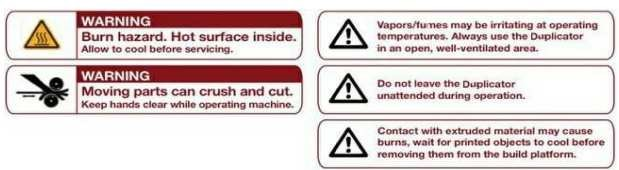 WARNING
Burn hazard. Hot surface inside.
Allow to cool before servicing.
WARNING
Moving parts can crush and cut.
Keep hands clear while operating machine.
Vapors/fumes may be irritating at operating
temperatures. Always use the Duplicator
in an open, well-ventilated area.
Do not leave the Duplicator
unattended during operation.
Contact with extruded material may cause
burns, wait for printed objects to cool before
removing them from the build platform.